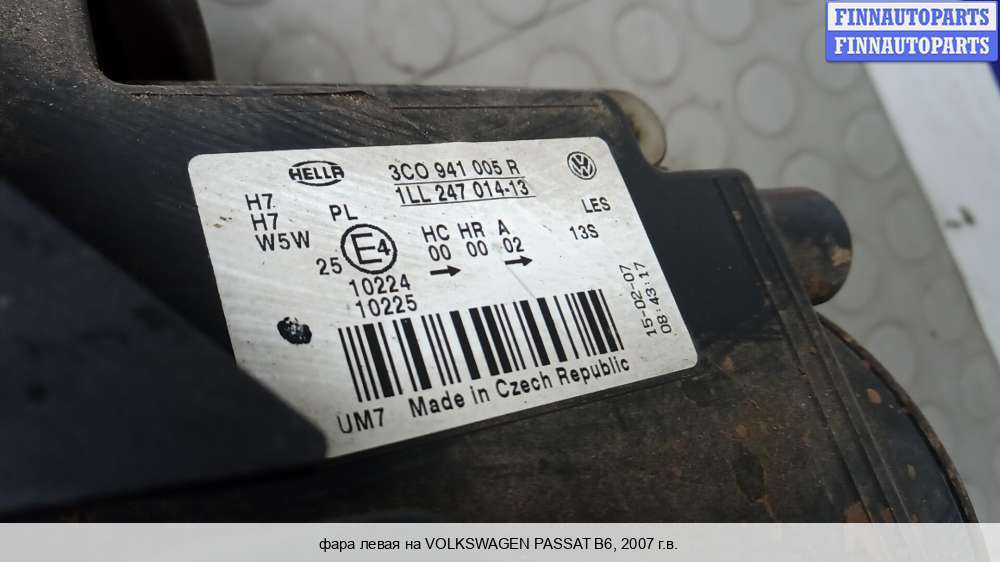 FINNAUTOPARTS
FINNAUTOPARTS
HELLA
3CO 941 005 R
1LL 247 014-13
H7
H7
W5W
PL
LES
13S
HC HR A
00 00 02
25
E4
10224
10225
15-02-07
08:43:17
UM7 Made in Czech Republic
фара левая на VOLKSWAGEN PASSAT B6, 2007 г.в.